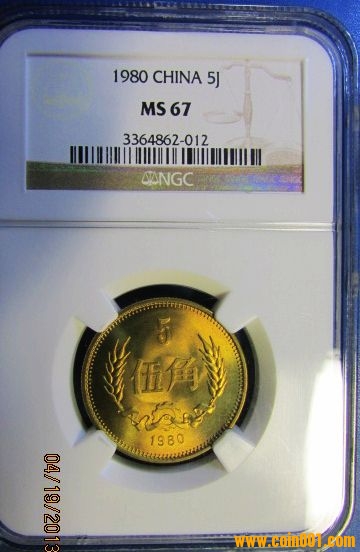 1980 CHINA 5J
MS 67
3364862-012
NGC
5
伍角
1980
04/19/2013
www.coin001.com